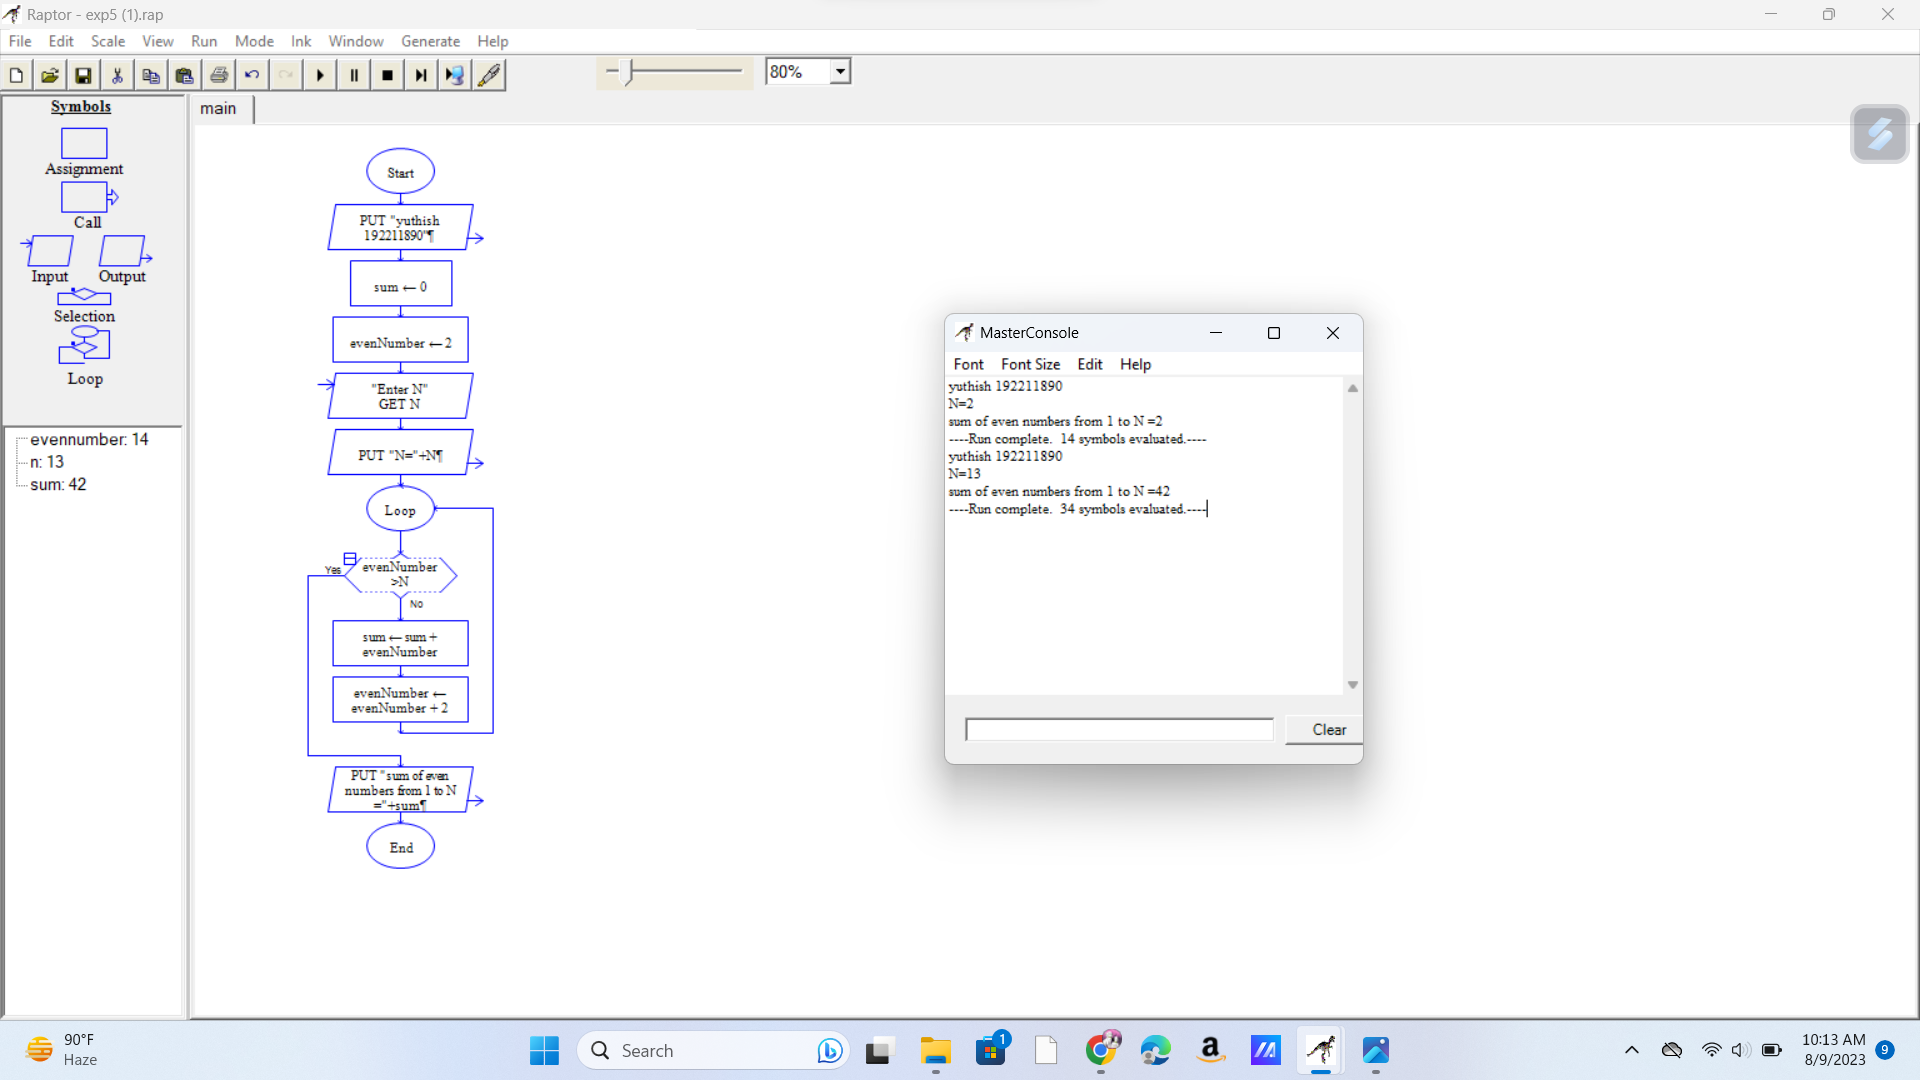 Raptor - exp5 (1).rap
File Edit Scale View Run Mode Ink Window Generate Help
80%
Symbols
main
Assignment
Call
Input Output
Selection
Loop
evennumber: 14
n: 13
sum: 42
Start
PUT "yuthish
192211890"¶
sum ← 0
evenNumber ← 2
"Enter N"
GET N
PUT "N="+N¶
Loop
Yes
evenNumber
>N
No
sum ← sum +
evenNumber
evenNumber ←
evenNumber + 2
PUT "sum of even
numbers from 1 to N
="+sum¶
End
MasterConsole
Font Font Size Edit Help
yuthish 192211890
N=2
sum of even numbers from 1 to N =2
----Run complete. 14 symbols evaluated.----
yuthish 192211890
N=13
sum of even numbers from 1 to N =42
----Run complete. 34 symbols evaluated.----
Clear
90°F
Haze
Search
1
a
10:13 AM
8/9/2023
9